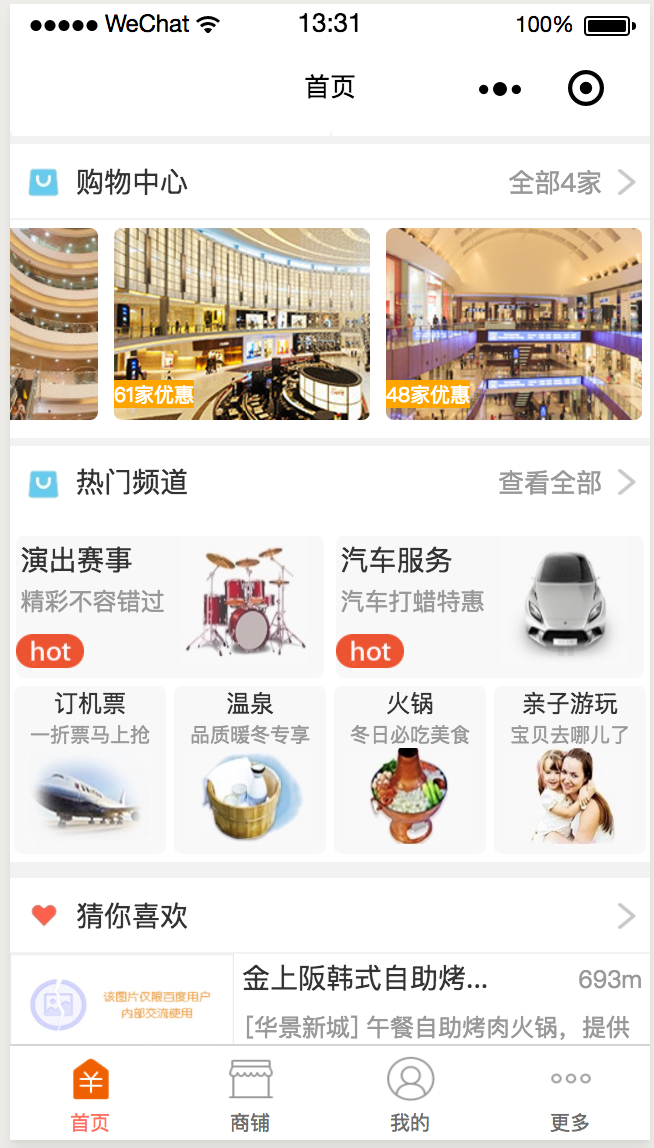 WeChat 13:31 100%
首页
购物中心 全部4家
61家优惠 48家优惠
热门频道 查看全部
演出赛事 汽车服务
精彩不容错过 汽车打蜡特惠
hot hot
订机票 温泉 火锅 亲子游玩
一折票马上抢 品质暖冬专享 冬日必吃美食 宝贝去哪儿了
猜你喜欢
金上阪韩式自助烤... 693m
该图片仅限百度用户
内部交流使用
[华景新城] 午餐自助烤肉火锅，提供
首页 商铺 我的 更多